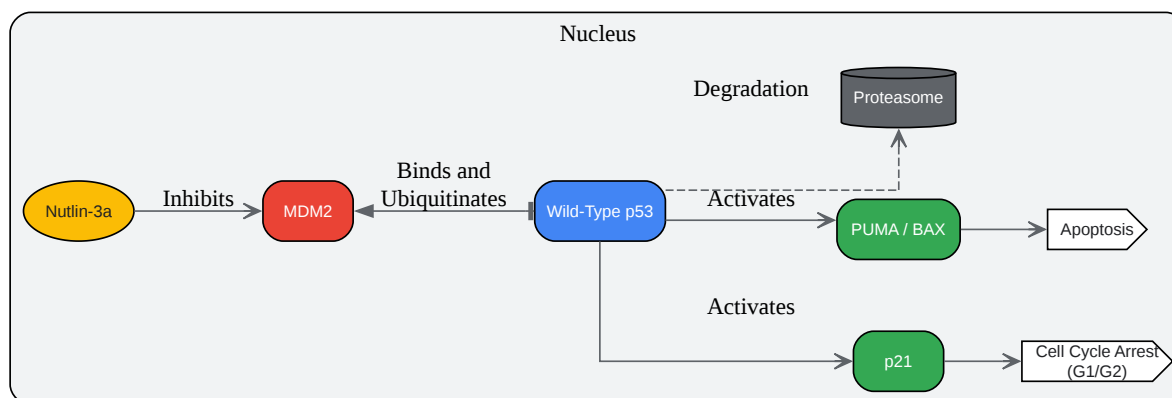 Nucleus
Degradation
Proteasome
Nutlin-3a
Inhibits
MDM2
Binds and
Ubiquitinates
Wild-Type p53
Activates
PUMA / BAX
Apoptosis
Activates
p21
Cell Cycle Arrest
(G1/G2)